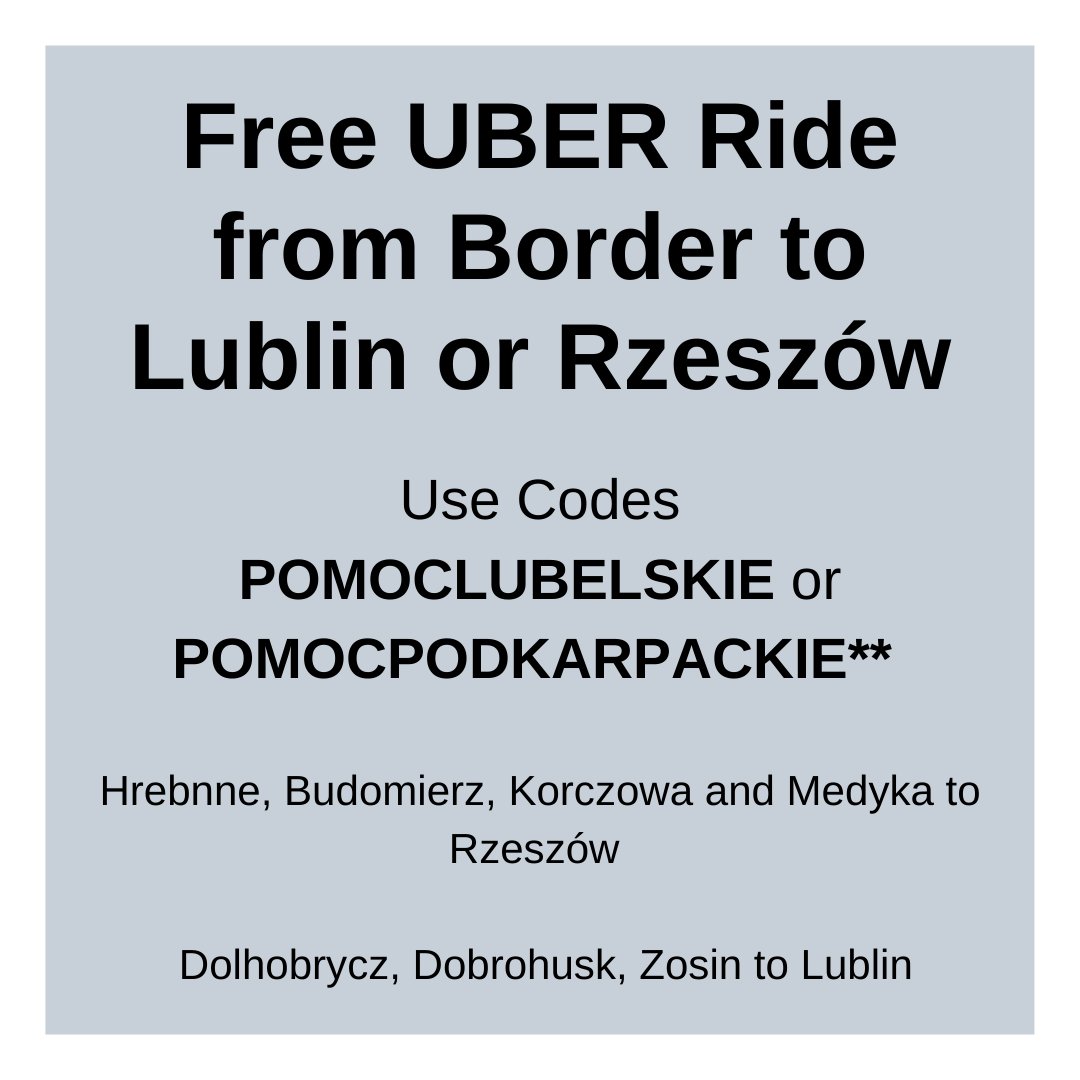 Free UBER Ride
from Border to
Lublin or Rzeszów
Use Codes
POMOCLUBELSKIE or
POMOCPODKARPACKIE**
Hrebnne, Budomierz, Korczowa and Medyka to
Rzeszów
Dolhobrycz, Dobrohusk, Zosin to Lublin